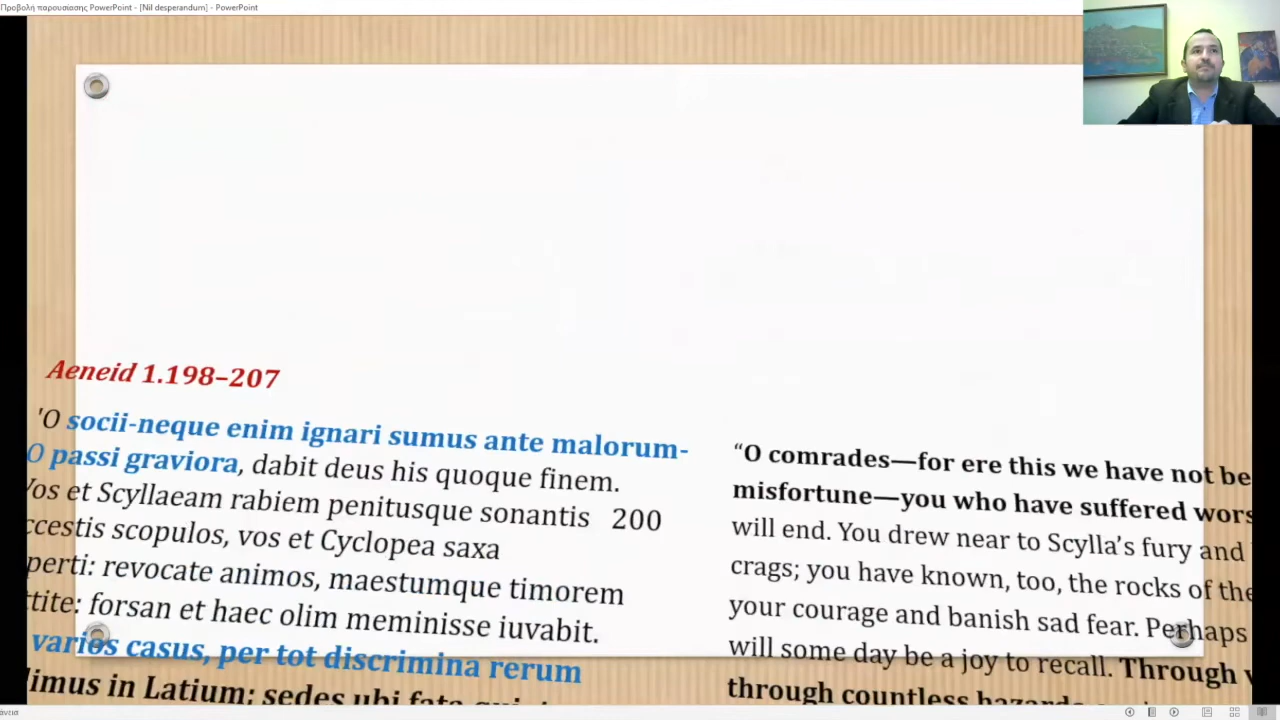 Προβολή παρουσίασης PowerPoint - [Nil desperandum] - PowerPoint
Aeneid 1.198–207
'O socii-neque enim ignari sumus ante malorum-
O passi graviora, dabit deus his quoque finem.
Vos et Scyllaeam rabiem penitusque sonantis 200
ccestis scopulos, vos et Cyclopea saxa
perti: revocate animos, maestumque timorem
ttite: forsan et haec olim meminisse iuvabit.
varios casus, per tot discrimina rerum
dimus in Latium; sedes ubi fata
“O comrades—for ere this we have not be
misfortune—you who have suffered wors
will end. You drew near to Scylla’s fury and
crags; you have known, too, the rocks of the
your courage and banish sad fear. Perhaps
will some day be a joy to recall. Through v
through countless hazards